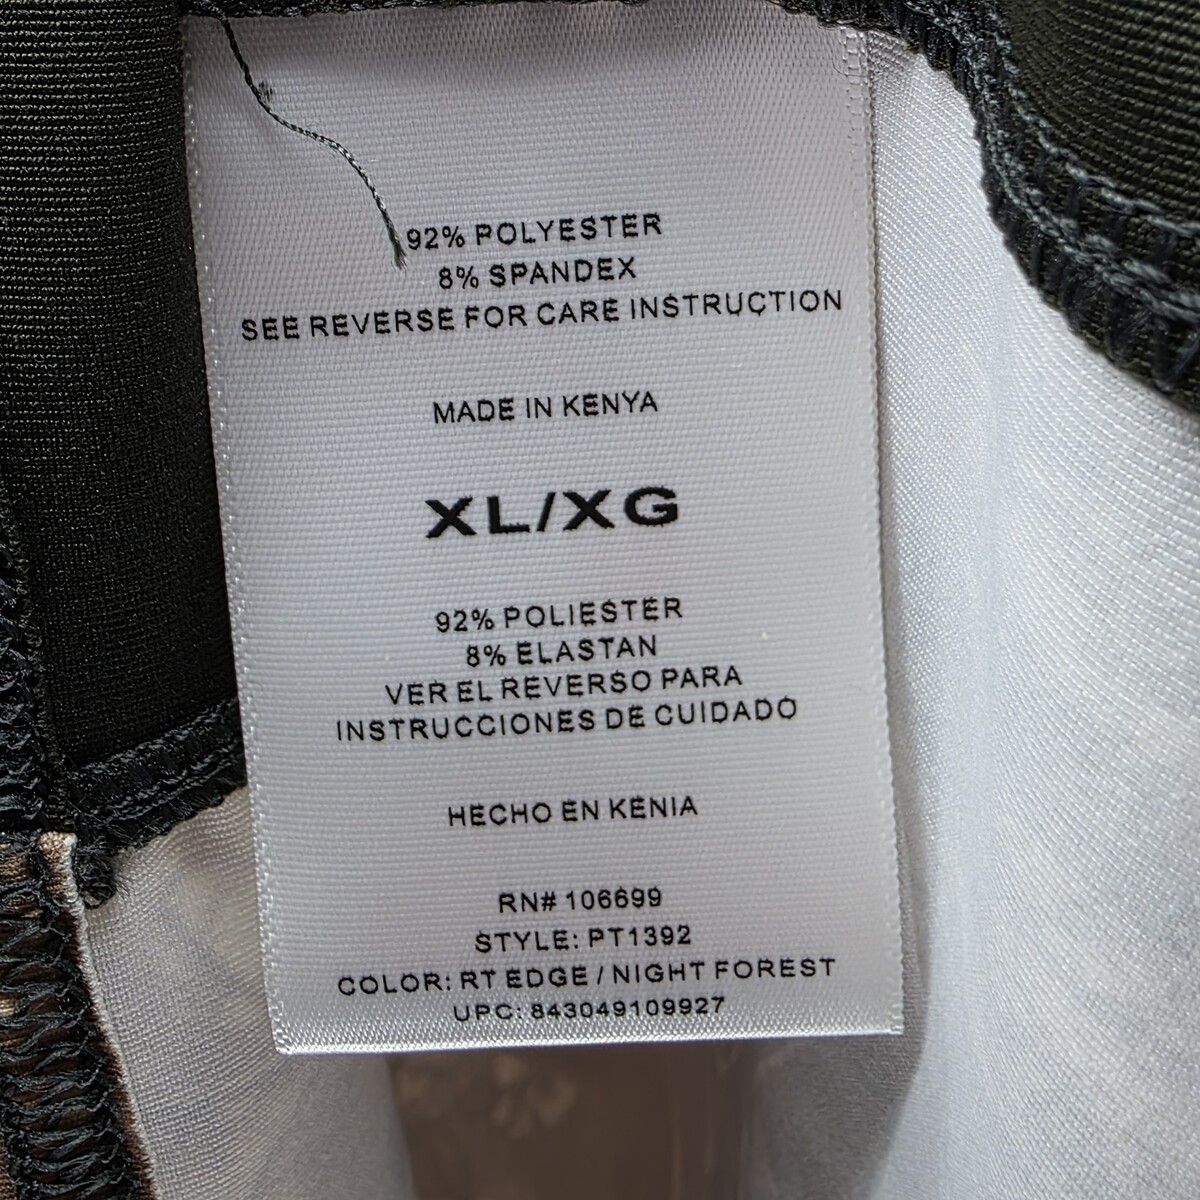 92% POLYESTER
8% SPANDEX
SEE REVERSE FOR CARE INSTRUCTION
MADE IN KENYA
XL/XG
92% POLIESTER
8% ELASTAN
VER EL REVERSO PARA
INSTRUCCIONES DE CUIDADO
HECHO EN KENIA
RN# 106699
STYLE: PT1392
COLOR: RT EDGE / NIGHT FOREST
UPC: 843049109927